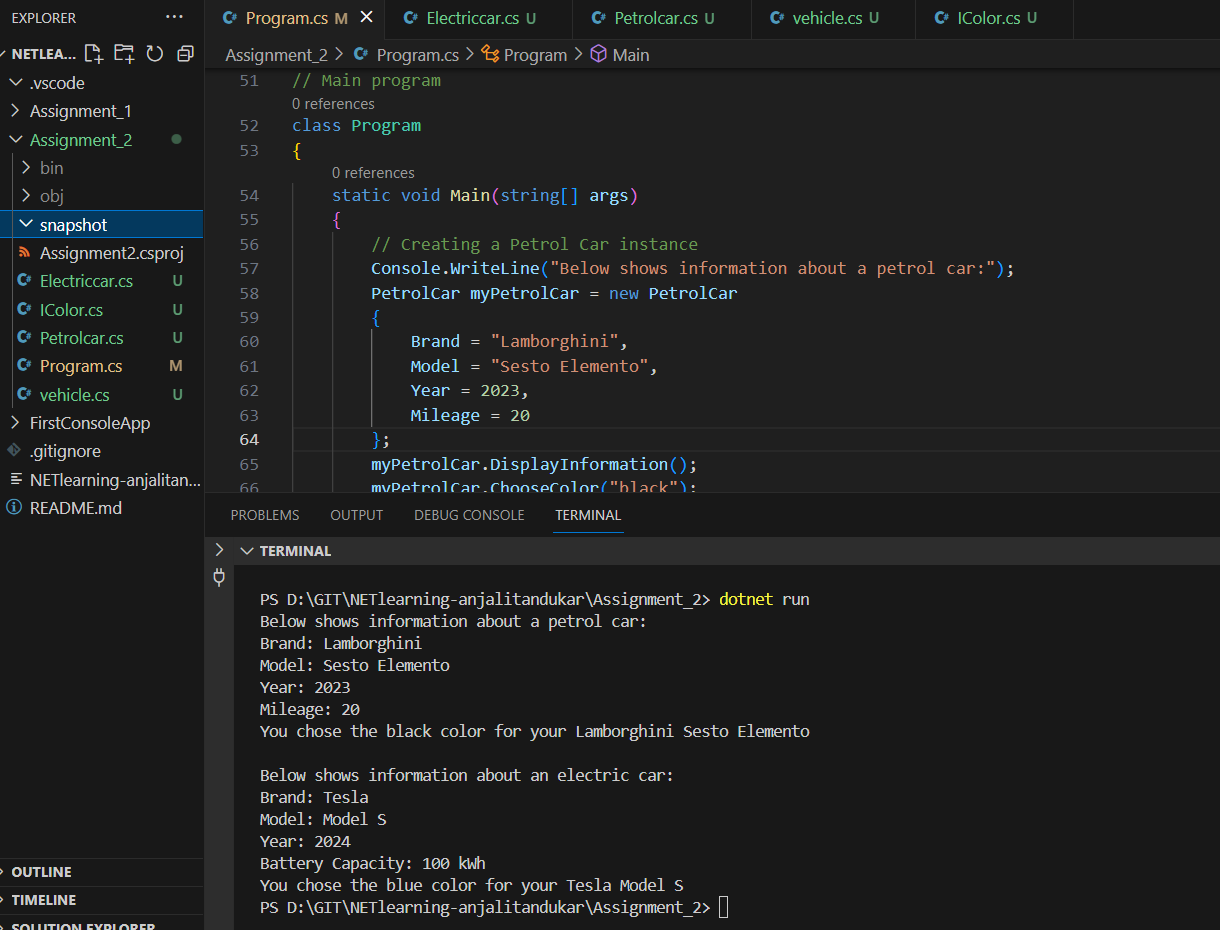 EXPLORER ...
NETLEA...
.vscode
Assignment_1
Assignment_2
bin
obj
snapshot
Assignment2.csproj
C# Electriccar.cs U
C# IColor.cs U
C# Petrolcar.cs U
C# Program.cs M
C# vehicle.cs U
FirstConsoleApp
.gitignore
NETlearning-anjalitan...
README.md
OUTLINE
TIMELINE
SOLUTION EXPLORER
C# Program.cs M
C# Electriccar.cs U
C# Petrolcar.cs U
C# vehicle.cs U
C# IColor.cs U
Assignment_2 > C# Program.cs > Program > Main
51 // Main program
0 references
52 class Program
53 {
0 references
54 static void Main(string[] args)
55 {
56 // Creating a Petrol Car instance
57 Console.WriteLine("Below shows information about a petrol car:");
58 PetrolCar myPetrolCar = new PetrolCar
59 {
60 Brand = "Lamborghini",
61 Model = "Sesto Elemento",
62 Year = 2023,
63 Mileage = 20
64 };
65 myPetrolCar.DisplayInformation();
66 myPetrolCar.ChooseColor("black");
PROBLEMS OUTPUT DEBUG CONSOLE TERMINAL
TERMINAL
PS D:\GIT\NETlearning-anjalitandukar\Assignment_2> dotnet run
Below shows information about a petrol car:
Brand: Lamborghini
Model: Sesto Elemento
Year: 2023
Mileage: 20
You chose the black color for your Lamborghini Sesto Elemento
Below shows information about an electric car:
Brand: Tesla
Model: Model S
Year: 2024
Battery Capacity: 100 kWh
You chose the blue color for your Tesla Model S
PS D:\GIT\NETlearning-anjalitandukar\Assignment_2>